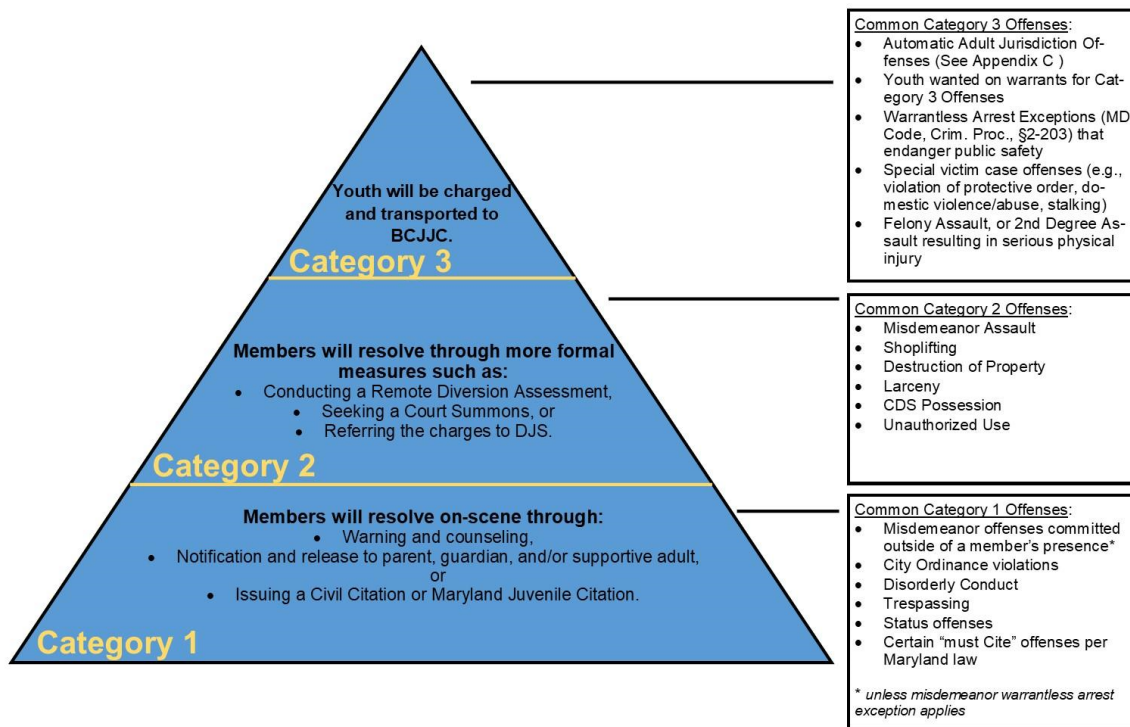 Youth will be charged
and transported to
BCJJC.
Category 3
Members will resolve through more formal
measures such as:
• Conducting a Remote Diversion Assessment,
• Seeking a Court Summons, or
• Referring the charges to DJS.
Category 2
Members will resolve on-scene through:
• Warning and counseling,
• Notification and release to parent, guardian, and/or supportive adult,
or
• Issuing a Civil Citation or Maryland Juvenile Citation.
Category 1
Common Category 3 Offenses:
• Automatic Adult Jurisdiction Of-
fenses (See Appendix C )
• Youth wanted on warrants for Cat-
egory 3 Offenses
• Warrantless Arrest Exceptions (MD
Code, Crim. Proc., §2-203) that
endanger public safety
• Special victim case offenses (e.g.,
violation of protective order, do-
mestic violence/abuse, stalking)
• Felony Assault, or 2nd Degree As-
sault resulting in serious physical
injury
Common Category 2 Offenses:
• Misdemeanor Assault
• Shoplifting
• Destruction of Property
• Larceny
• CDS Possession
• Unauthorized Use
Common Category 1 Offenses:
• Misdemeanor offenses committed
outside of a member's presence*
• City Ordinance violations
• Disorderly Conduct
• Trespassing
• Status offenses
• Certain “must Cite” offenses per
Maryland law
* unless misdemeanor warrantless arrest
exception applies